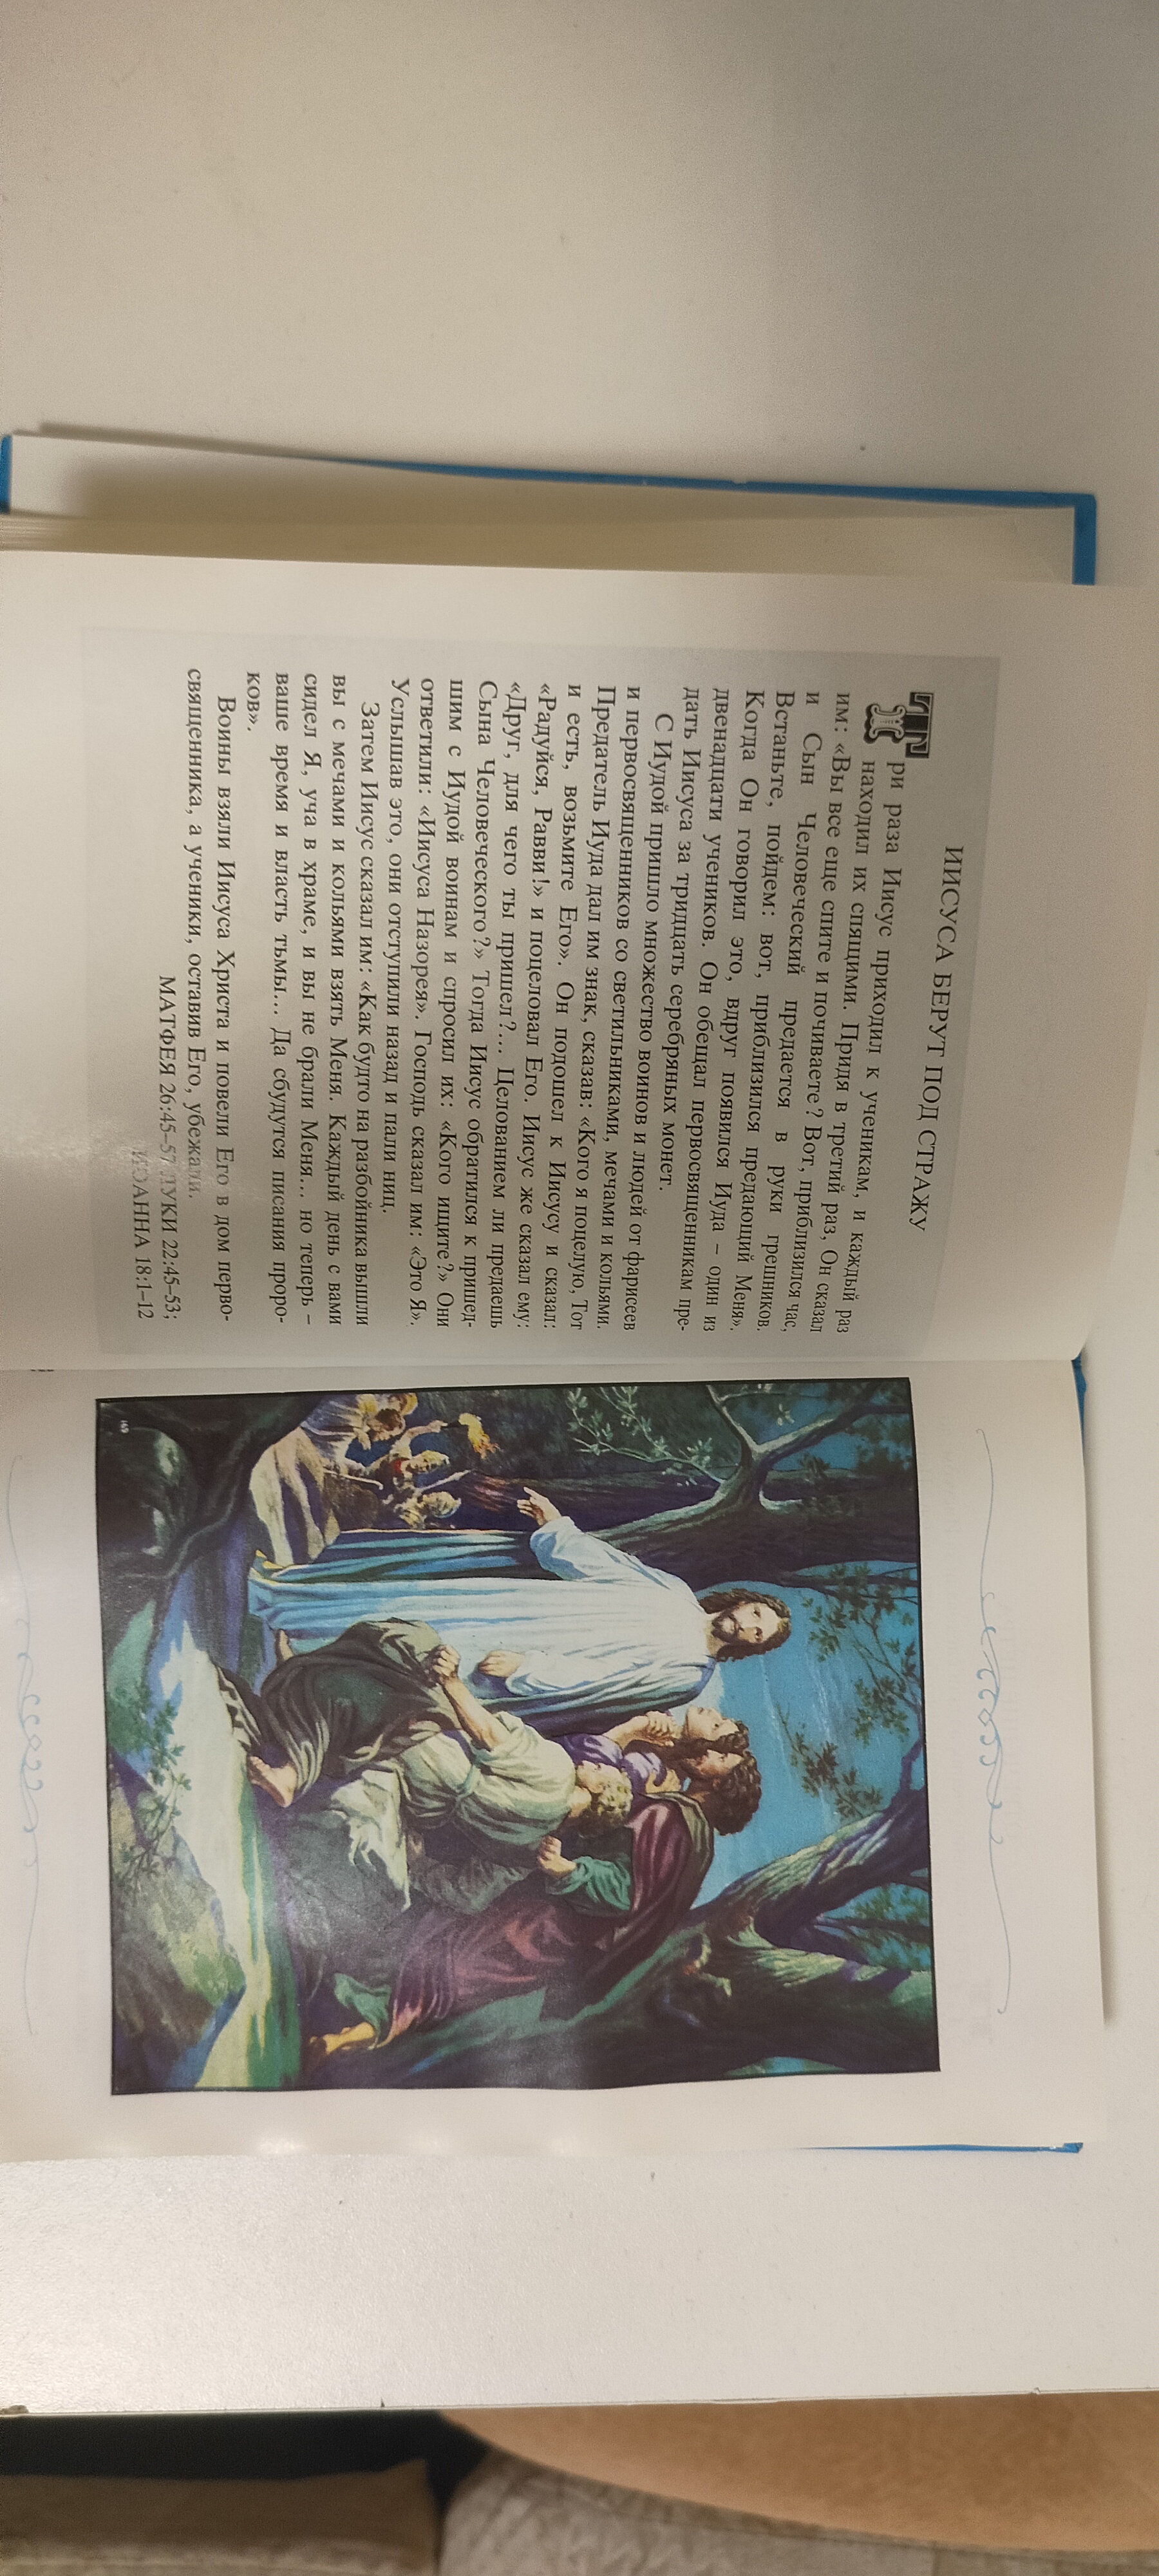 ИИСУСА БЕРУТ ПОД СТРАЖУ
Три раза Иисус приходил к ученикам, и каждый раз
находил их спящими. Придя в третий раз, Он сказал
им: «Вы все еще спите и почиваете? Вот, приблизился час,
и Сын Человеческий предается в руки грешников.
Встаньте, пойдем: вот, приблизился предающий Меня».
Когда Он говорил это, вдруг появился Иуда – один из
двенадцати учеников. Он обещал первосвященникам пре-
дать Иисуса за тридцать серебряных монет.
С Иудой пришло множество воинов и людей от фарисеев
и первосвященников со светильниками, мечами и кольями.
Предатель Иуда дал им знак, сказав: «Кого я поцелую, Тот
и есть, возьмите Его». Он подошел к Иисусу и сказал:
«Радуйся, Равви!» и поцеловал Его. Иисус же сказал ему:
«Друг, для чего ты пришел?... Целованием ли предаешь
Сына Человеческого?» Тогда Иисус обратился к пришед-
шим с Иудой воинам и спросил их: «Кого ищите?» Они
ответили: «Иисуса Назорея». Господь сказал им: «Это Я».
Услышав это, они отступили назад и пали ниц.
Затем Иисус сказал им: «Как будто на разбойника вышли
вы с мечами и кольями взять Меня. Каждый день с вами
сидел Я, уча в храме, и вы не брали Меня... но теперь –
ваше время и власть тьмы... Да сбудутся писания проро-
ков».
Воины взяли Иисуса Христа и повели Его в дом перво-
священника, а ученики, оставив Его, убежали.
МАТФЕЯ 26:45–57 ЛУКИ 22:45–53;
ИОАННА 18:1–12
169